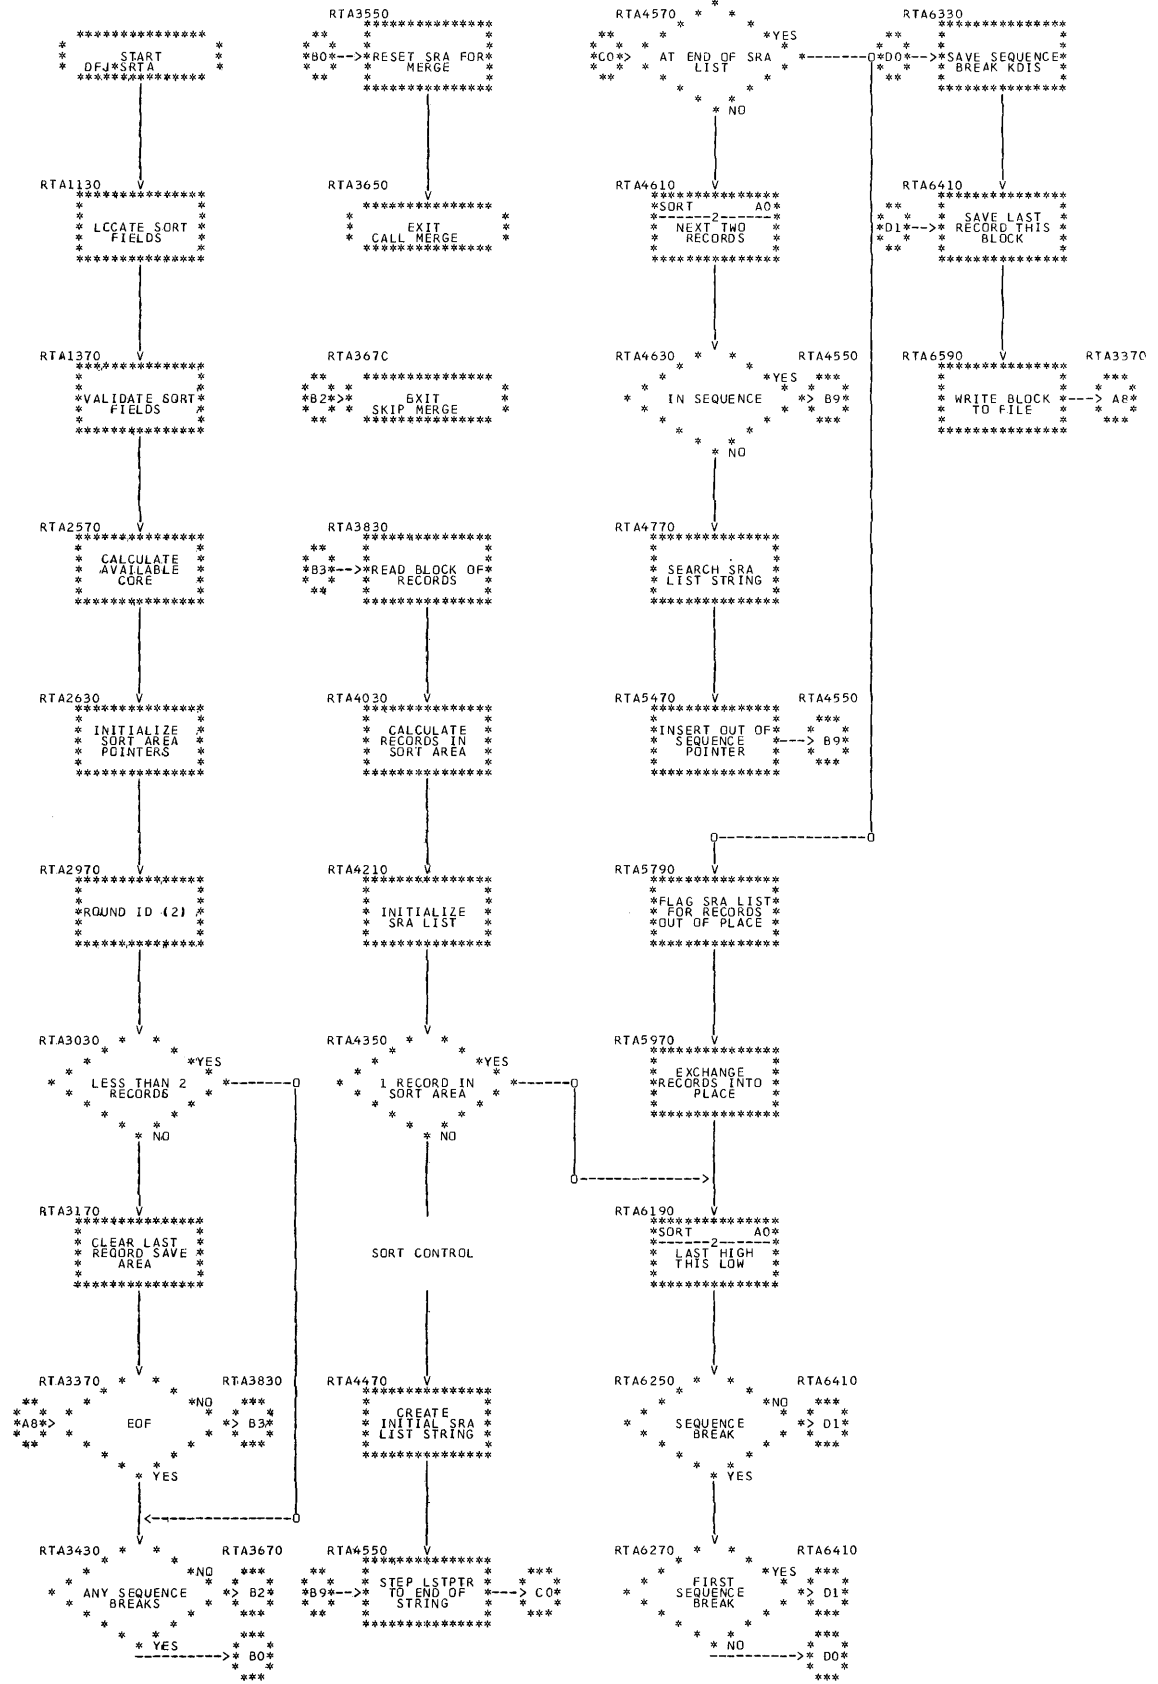 START
DFJ*SRTA
RTA1130
LOCATE SORT
FIELDS
RTA1370
VALIDATE SORT
FIELDS
RTA2570
CALCULATE
AVAILABLE
CORE
RTA2630
INITIALIZE
SORT AREA
POINTERS
RTA2970
ROUND ID (2)
RTA3030
YES
LESS THAN 2
RECORDS
NO
RTA3170
CLEAR LAST
RECORD SAVE
AREA
RTA3370
RTA3830
NO
A8
EOF
B3
YES
RTA3430
RTA3670
NO
ANY SEQUENCE
BREAKS
B2
YES
B0
RTA3550
B0
RESET SRA FOR
MERGE
RTA3650
EXIT
CALL MERGE
RTA367C
B2
EXIT
SKIP MERGE
RTA3830
B3
READ BLOCK OF
RECORDS
RTA4030
CALCULATE
RECORDS IN
SORT AREA
RTA4210
INITIALIZE
SRA LIST
RTA4350
YES
1 RECORD IN
SORT AREA
NO
SORT CONTROL
RTA4470
CREATE
INITIAL SRA
LIST STRING
RTA4550
B9
STEP LSTPTR
TO END OF
STRING
C0
RTA4570
YES
C0
AT END OF SRA
LIST
NO
RTA4610
SORT A0
2
NEXT TWO
RECORDS
RTA4630
RTA4550
YES
IN SEQUENCE
B9
NO
RTA4770
SEARCH SRA
LIST STRING
RTA5470
RTA4550
INSERT OUT OF
SEQUENCE
POINTER
B9
RTA5790
FLAG SRA LIST
FOR RECORDS
OUT OF PLACE
RTA5970
EXCHANGE
RECORDS INTO
PLACE
RTA6190
SORT A0
2
LAST HIGH
THIS LOW
RTA6250
RTA6410
NO
SEQUENCE
BREAK
D1
YES
RTA6270
RTA6410
YES
FIRST
SEQUENCE
BREAK
D1
NO
D0
RTA6330
D0
SAVE SEQUENCE
BREAK KDIS
RTA6410
D1
SAVE LAST
RECORD THIS
BLOCK
RTA6590
RTA3370
WRITE BLOCK
TO FILE
A8